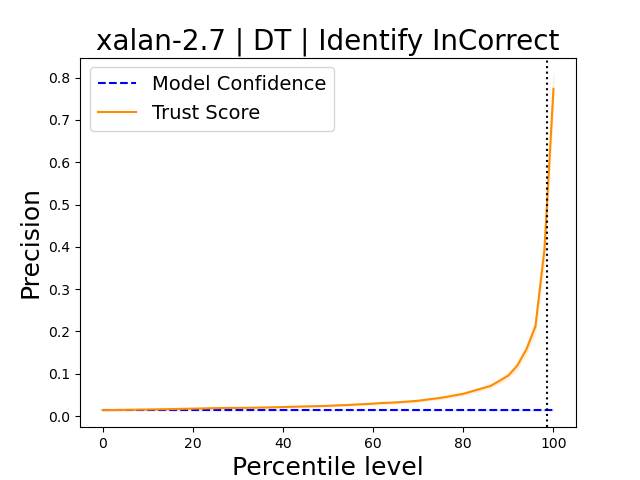 xalan-2.7 | DT | Identify InCorrect
Model Confidence
Trust Score
Precision
0.8
0.7
0.6
0.5
0.4
0.3
0.2
0.1
0.0
0 20 40 60 80 100
Percentile level